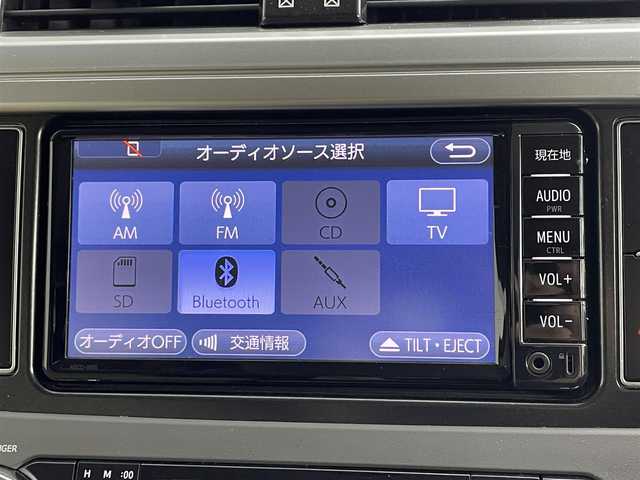 オーディオソース選択
現在地
AM
FM
CD
TV
AUDIO
PWR
MENU
CTRL
SD
Bluetooth
AUX
VOL+
VOL-
オーディオOFF
交通情報
TILT・EJECT
H M :00